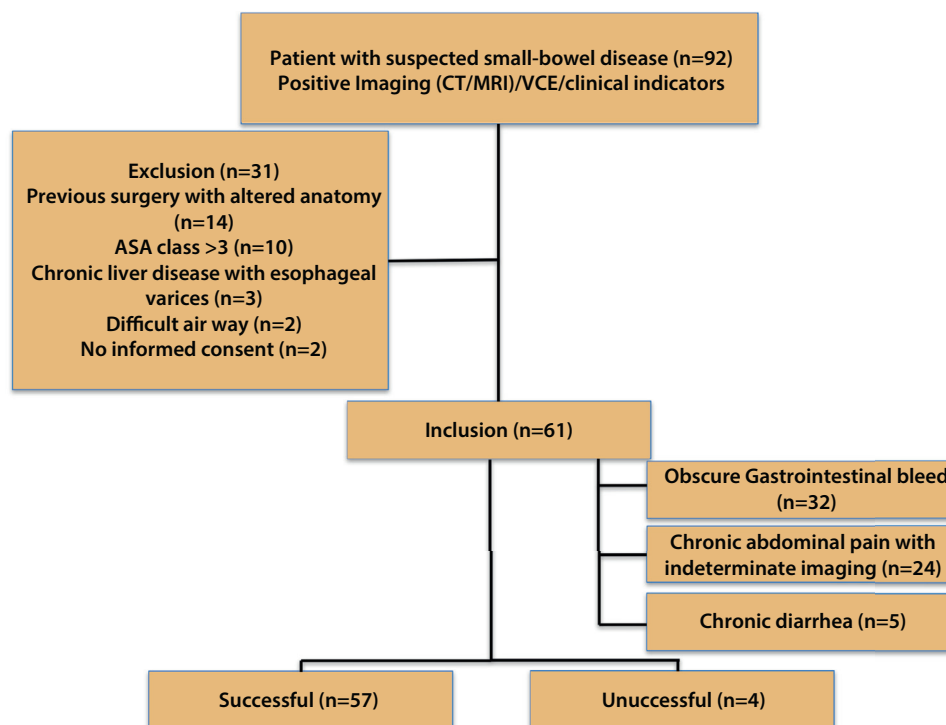 Patient with suspected small-bowel disease (n=92)
Positive Imaging (CT/MRI)/VCE/clinical indicators
Exclusion (n=31)
Previous surgery with altered anatomy
(n=14)
ASA class >3 (n=10)
Chronic liver disease with esophageal
varices (n=3)
Difficult air way (n=2)
No informed consent (n=2)
Inclusion (n=61)
Obscure Gastrointestinal bleed
(n=32)
Chronic abdominal pain with
indeterminate imaging (n=24)
Chronic diarrhea (n=5)
Successful (n=57)
Unuccessful (n=4)